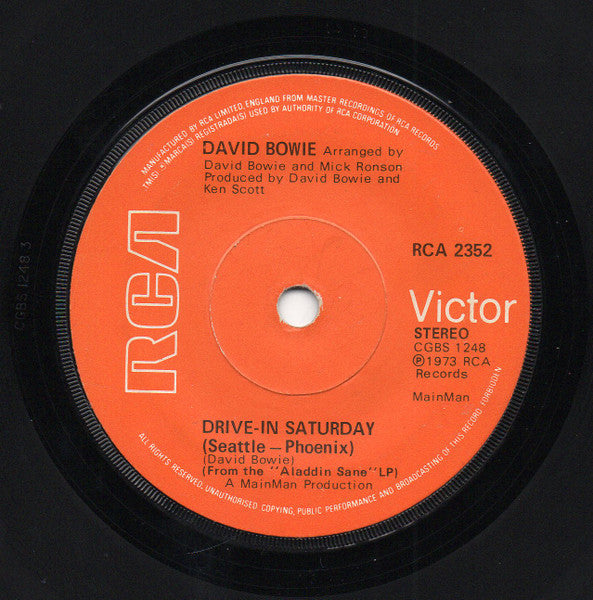 MANUFACTURED BY RCA LIMITED, ENGLAND FROM MASTER RECORDINGS OF RCA RECORDS
TM(S) ® MARCA(S) REGISTRADA(S) USED BY AUTHORITY OF RCA CORPORATION
DAVID BOWIE Arranged by
David Bowie and Mick Ronson
Produced by David Bowie and
Ken Scott
RCA
RCA 2352
Victor
STEREO
CGBS 1248
℗1973 RCA
Records
MainMan
DRIVE-IN SATURDAY
(Seattle — Phoenix)
(David Bowie)
(From the "Aladdin Sane" LP)
A MainMan Production
ALL RIGHTS RESERVED. UNAUTHORISED COPYING, PUBLIC PERFORMANCE AND BROADCASTING OF THIS RECORD FORBIDDEN
CGBS 1248 3